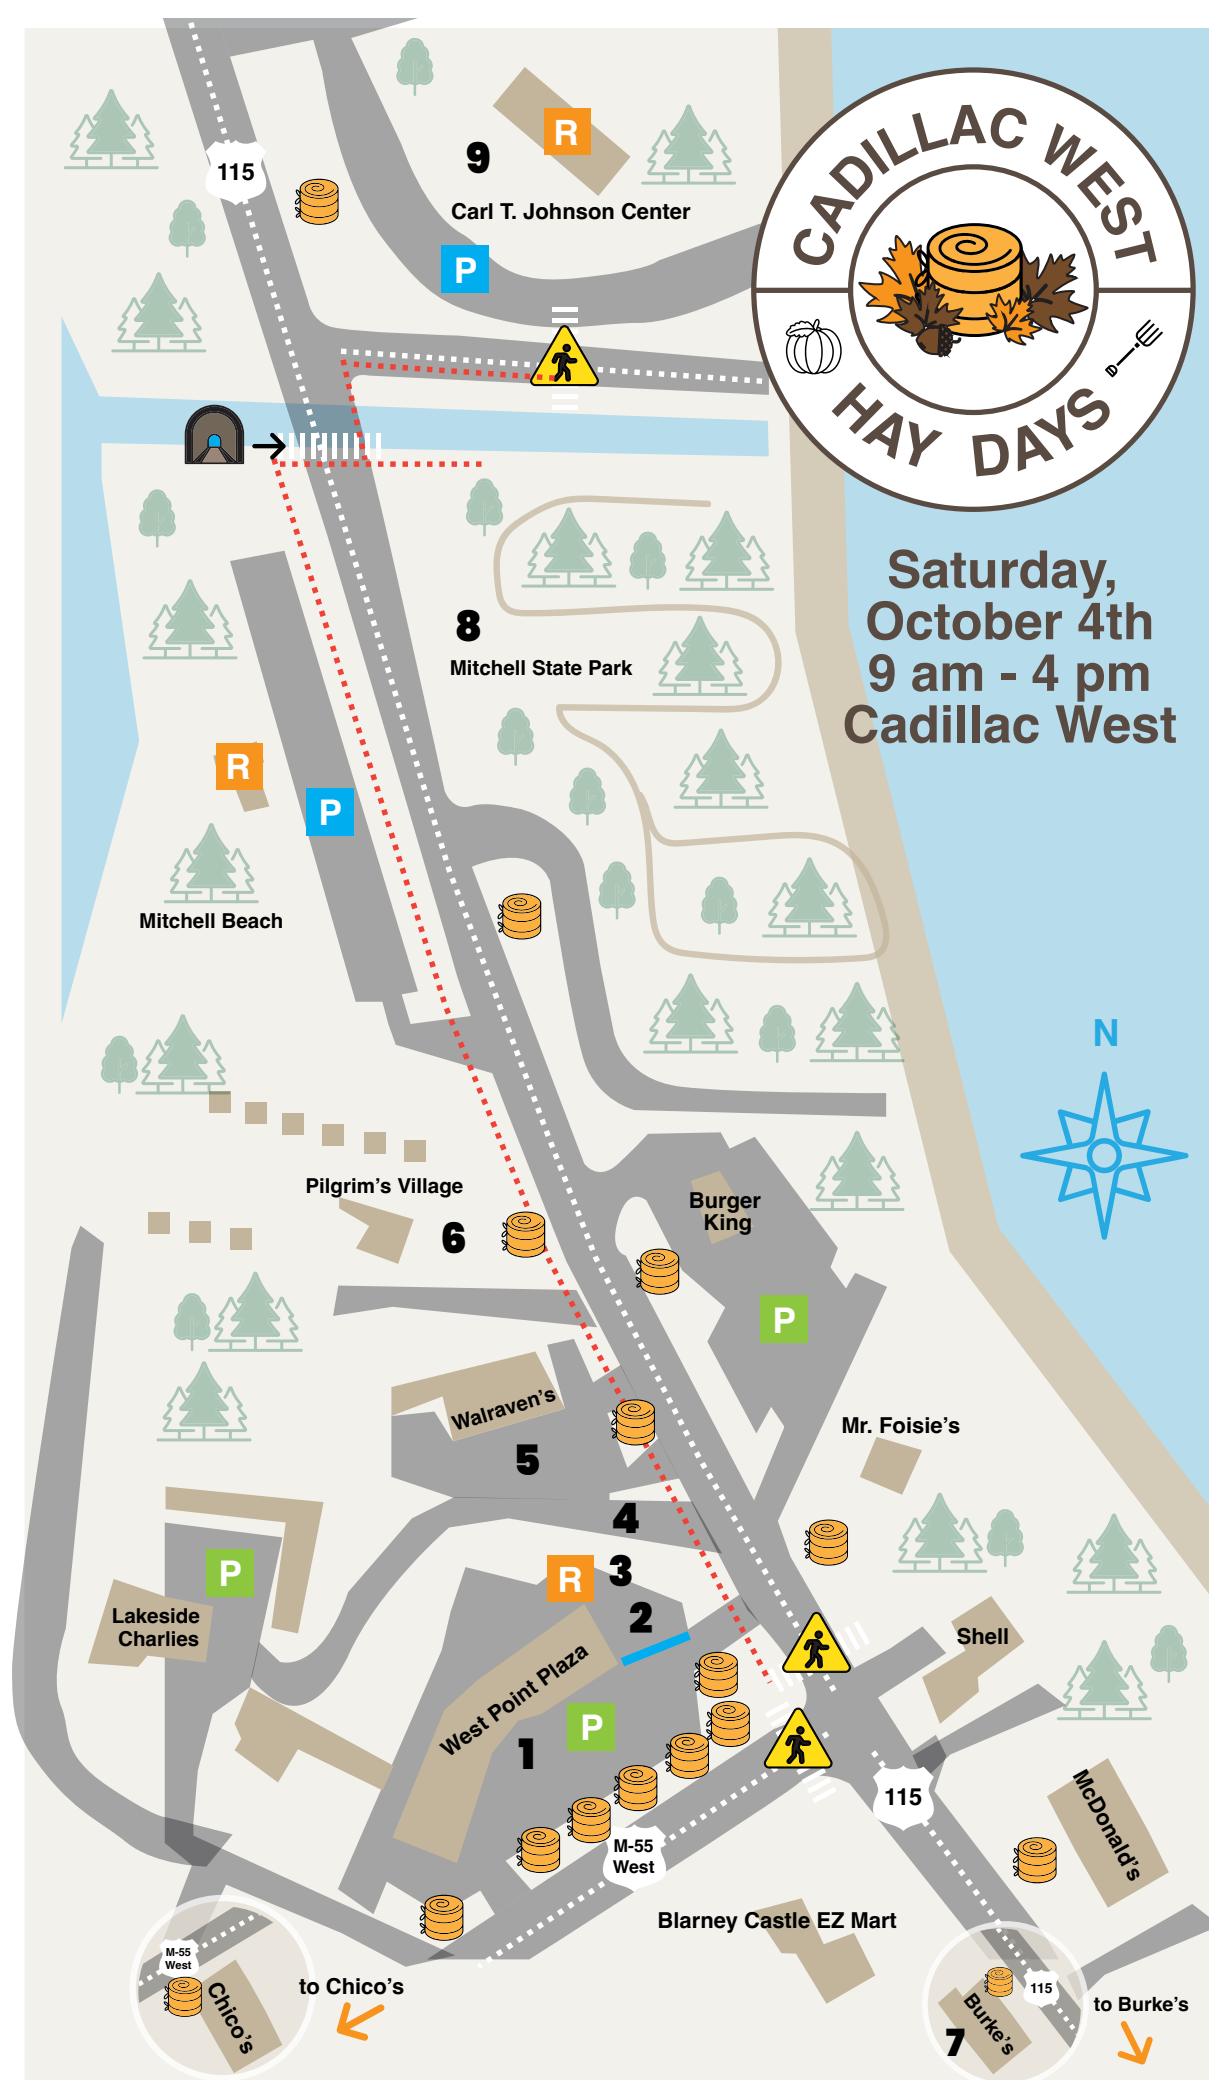 115
9
R
Carl T. Johnson Center
P
CADILLAC WEST
HAY DAYS
Saturday,
October 4th
9 am - 4 pm
Cadillac West
8
Mitchell State Park
R
P
Mitchell Beach
N
Pilgrim's Village
6
Burger
King
P
Walraven's
5
Mr. Foisie's
4
3
R
2
P
Lakeside
Charlies
Shell
West Point Plaza
P
1
115
McDonald's
M-55
West
Blarney Castle EZ Mart
M-55
West
Chico's
to Chico's
115
Burke's
7
to Burke's